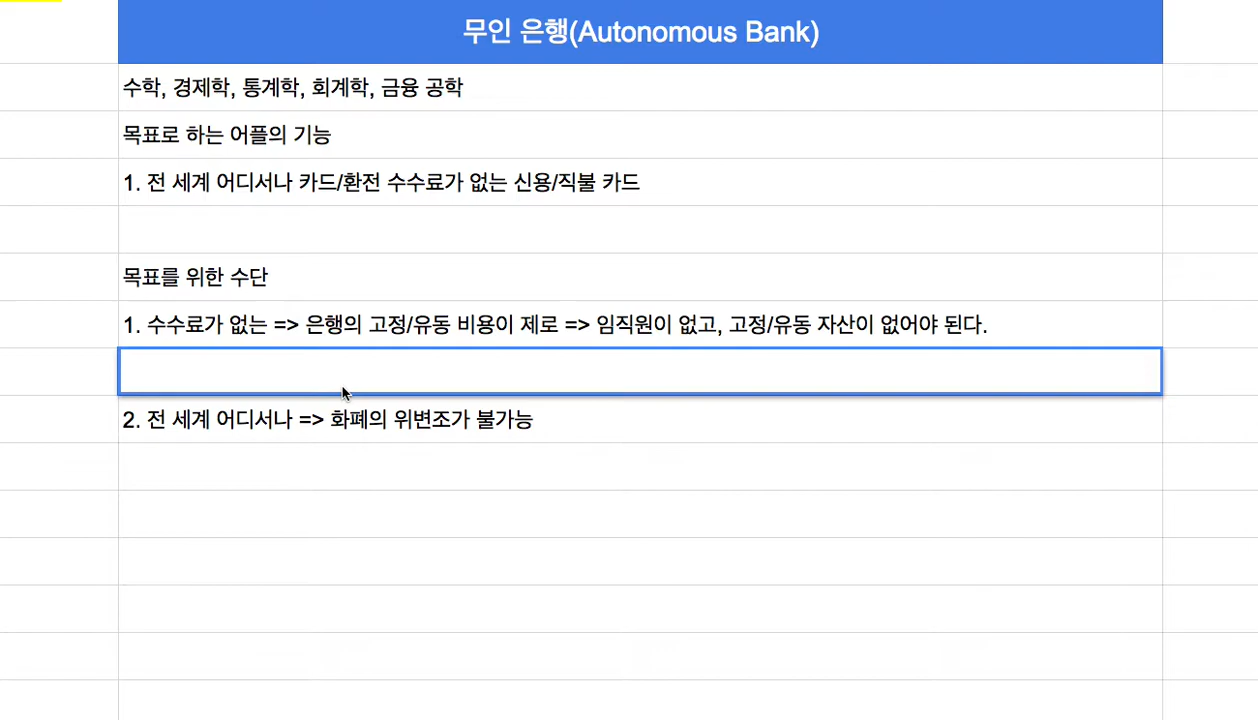 무인 은행(Autonomous Bank)
수학, 경제학, 통계학, 회계학, 금융 공학
목표로 하는 어플의 기능
1. 전 세계 어디서나 카드/환전 수수료가 없는 신용/직불 카드
목표를 위한 수단
1. 수수료가 없는 => 은행의 고정/유동 비용이 제로 => 임직원이 없고, 고정/유동 자산이 없어야 된다.
2. 전 세계 어디서나 => 화폐의 위변조가 불가능